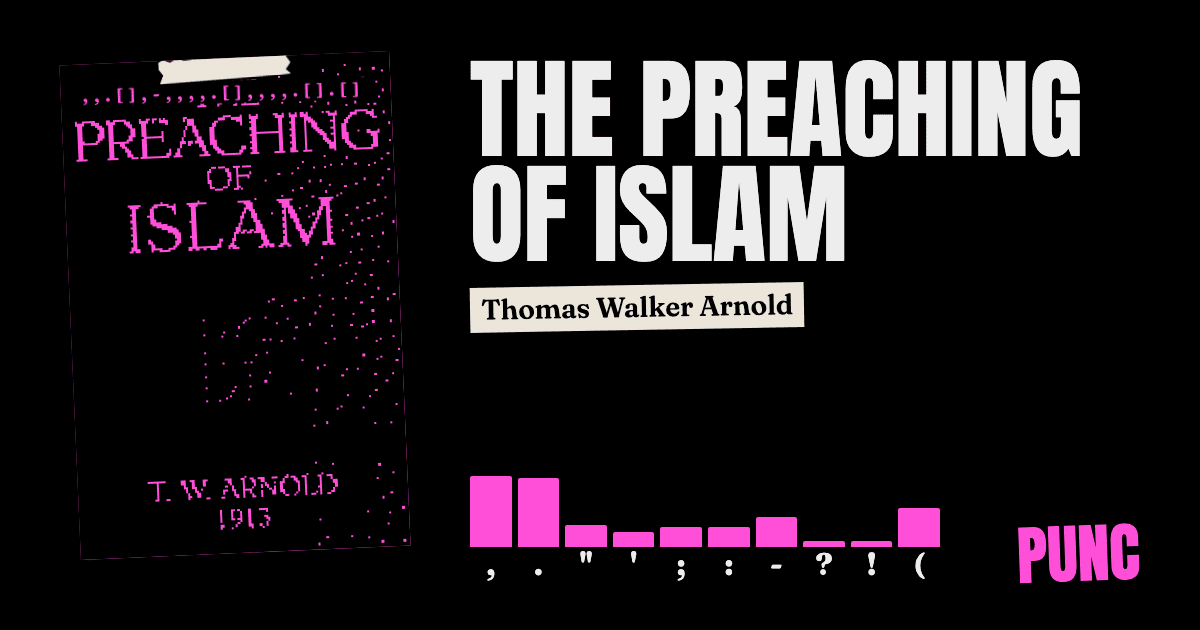 ,,.[],-,,,,.[],,,,.[].[]
PREACHING
OF
ISLAM
T. W. ARNOLD
1913
THE PREACHING
OF ISLAM
Thomas Walker Arnold
, . " ' ; : - ? ! (
PUNC